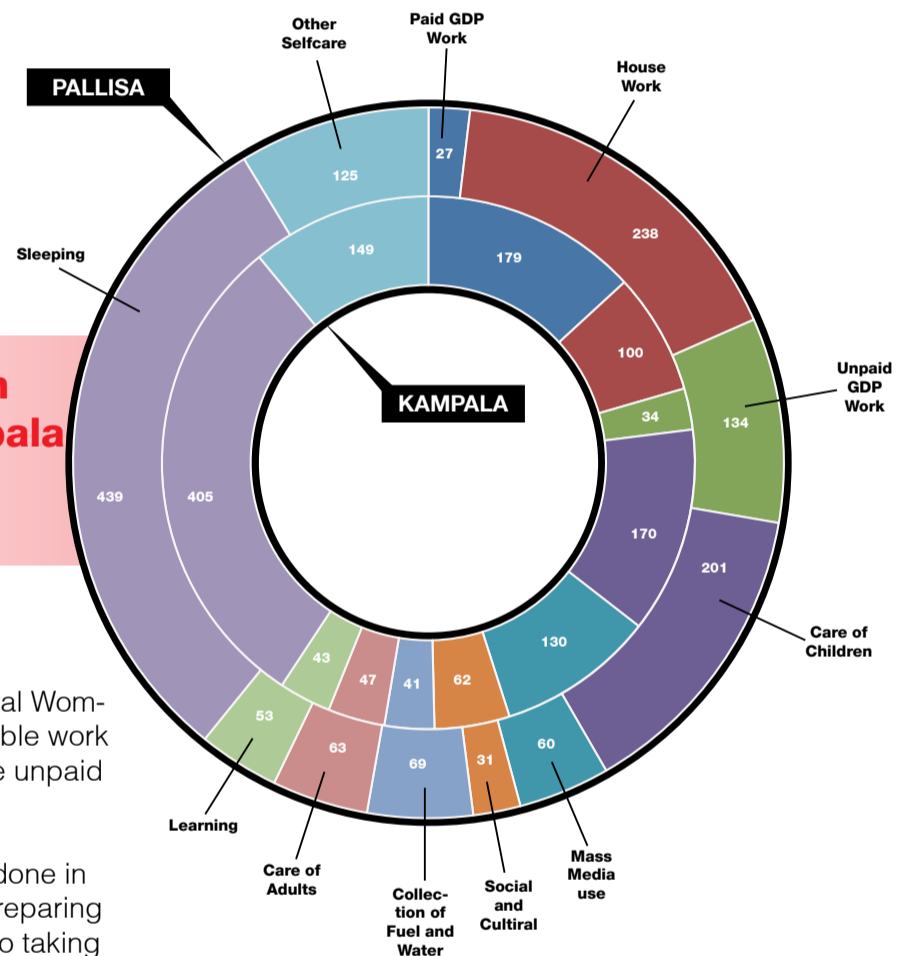 Other
Selfcare
Paid GDP
Work
House
Work
PALLISA
27
125
238
149
179
Sleeping
100
Unpaid
GDP
Work
KAMPALA
34
134
439
405
170
201
130
Care of
Children
43
47
41
62
53
63
69
31
60
Learning
Care of
Adults
Collec-
tion of
Fuel and
Water
Social
and
Cultiral
Mass
Media
use
al Wom-
ble work
e unpaid
done in
reparing
o taking